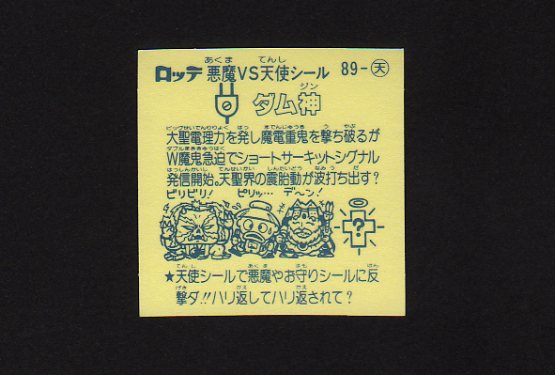 ロッテ 悪魔VS天使シール 89-天
ダム神
大聖電理力を発し魔電重鬼を撃ち破るが
W魔鬼急迫でショートサーキットシグナル
発信開始。天聖界の震胎動が波打ち出す?
ビリビリ! ピリッ… デ〜ン!
?
★天使シールで悪魔やお守りシールに反
撃ダ!!ハリ返してハリ返されて?